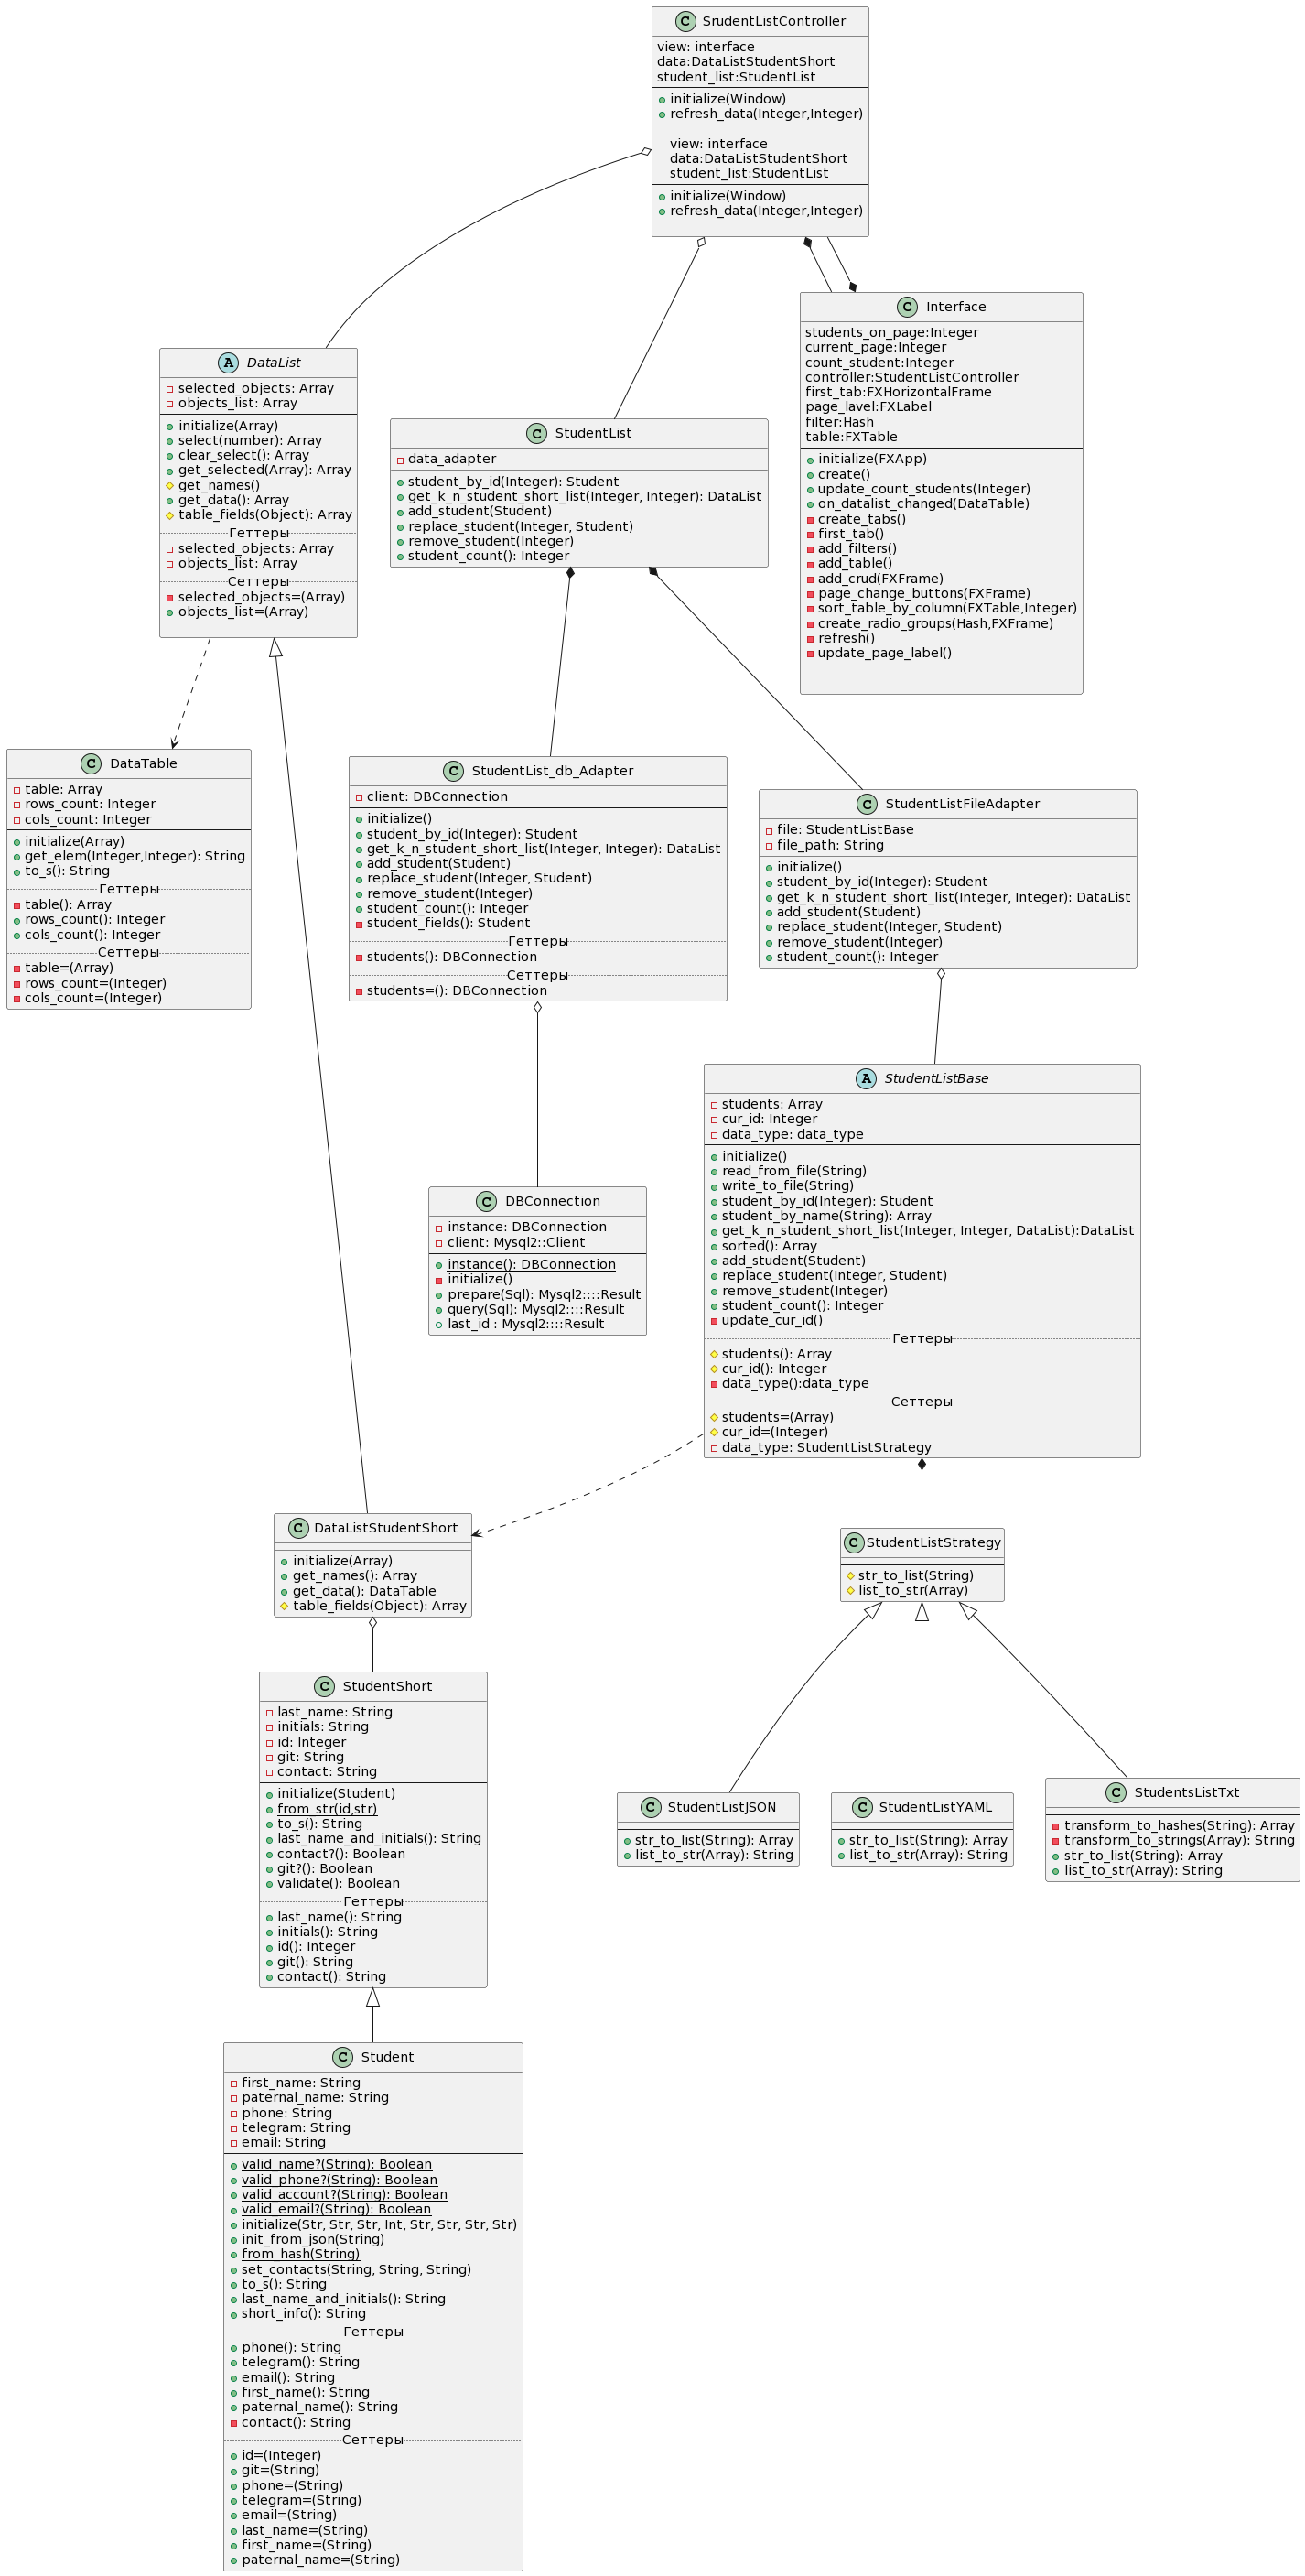 C SrudentListController
view: interface
data:DataListStudentShort
student_list:StudentList
initialize(Window)
refresh_data(Integer,Integer)
view: interface
data:DataListStudentShort
student_list:StudentList
initialize(Window)
refresh_data(Integer,Integer)
C Interface
students_on_page:Integer
current_page:Integer
count_student:Integer
controller:StudentListController
first_tab:FXHorizontalFrame
page_lavel:FXLabel
filter:Hash
table:FXTable
initialize(FXApp)
create()
update_count_students(Integer)
on_datalist_changed(DataTable)
create_tabs()
first_tab()
add_filters()
add_table()
add_crud(FXFrame)
page_change_buttons(FXFrame)
sort_table_by_column(FXTable,Integer)
create_radio_groups(Hash,FXFrame)
refresh()
update_page_label()
A DataList
selected_objects: Array
objects_list: Array
initialize(Array)
select(number): Array
clear_select(): Array
get_selected(Array): Array
get_names()
get_data(): Array
table_fields(Object): Array
Геттеры
selected_objects: Array
objects_list: Array
Сеттеры
selected_objects=(Array)
objects_list=(Array)
C StudentList
data_adapter
student_by_id(Integer): Student
get_k_n_student_short_list(Integer, Integer): DataList
add_student(Student)
replace_student(Integer, Student)
remove_student(Integer)
student_count(): Integer
C DataTable
table: Array
rows_count: Integer
cols_count: Integer
initialize(Array)
get_elem(Integer,Integer): String
to_s(): String
Геттеры
table(): Array
rows_count(): Integer
cols_count(): Integer
Сеттеры
table=(Array)
rows_count=(Integer)
cols_count=(Integer)
C StudentList_db_Adapter
client: DBConnection
initialize()
student_by_id(Integer): Student
get_k_n_student_short_list(Integer, Integer): DataList
add_student(Student)
replace_student(Integer, Student)
remove_student(Integer)
student_count(): Integer
student_fields(): Student
Геттеры
students(): DBConnection
Сеттеры
students=(): DBConnection
C StudentListFileAdapter
file: StudentListBase
file_path: String
initialize()
student_by_id(Integer): Student
get_k_n_student_short_list(Integer, Integer): DataList
add_student(Student)
replace_student(Integer, Student)
remove_student(Integer)
student_count(): Integer
A StudentListBase
students: Array
cur_id: Integer
data_type: data_type
initialize()
read_from_file(String)
write_to_file(String)
student_by_id(Integer): Student
student_by_name(String): Array
get_k_n_student_short_list(Integer, Integer, DataList):DataList
sorted(): Array
add_student(Student)
replace_student(Integer, Student)
remove_student(Integer)
student_count(): Integer
update_cur_id()
Геттеры
students(): Array
cur_id(): Integer
data_type():data_type
Сеттеры
students=(Array)
cur_id=(Integer)
data_type: StudentListStrategy
C DBConnection
instance: DBConnection
client: Mysql2::Client
instance(): DBConnection
initialize()
prepare(Sql): Mysql2::::Result
query(Sql): Mysql2::::Result
last_id : Mysql2::::Result
C DataListStudentShort
initialize(Array)
get_names(): Array
get_data(): DataTable
table_fields(Object): Array
C StudentListStrategy
str_to_list(String)
list_to_str(Array)
C StudentShort
last_name: String
initials: String
id: Integer
git: String
contact: String
initialize(Student)
from_str(id,str)
to_s(): String
last_name_and_initials(): String
contact?(): Boolean
git?(): Boolean
validate(): Boolean
Геттеры
last_name(): String
initials(): String
id(): Integer
git(): String
contact(): String
C StudentListJSON
str_to_list(String): Array
list_to_str(Array): String
C StudentListYAML
str_to_list(String): Array
list_to_str(Array): String
C StudentsListTxt
transform_to_hashes(String): Array
transform_to_strings(Array): String
str_to_list(String): Array
list_to_str(Array): String
C Student
first_name: String
paternal_name: String
phone: String
telegram: String
email: String
valid_name?(String): Boolean
valid_phone?(String): Boolean
valid_account?(String): Boolean
valid_email?(String): Boolean
initialize(Str, Str, Str, Int, Str, Str, Str, Str)
init_from_json(String)
from_hash(String)
set_contacts(String, String, String)
to_s(): String
last_name_and_initials(): String
short_info(): String
Геттеры
phone(): String
telegram(): String
email(): String
first_name(): String
paternal_name(): String
contact(): String
Сеттеры
id=(Integer)
git=(String)
phone=(String)
telegram=(String)
email=(String)
last_name=(String)
first_name=(String)
paternal_name=(String)